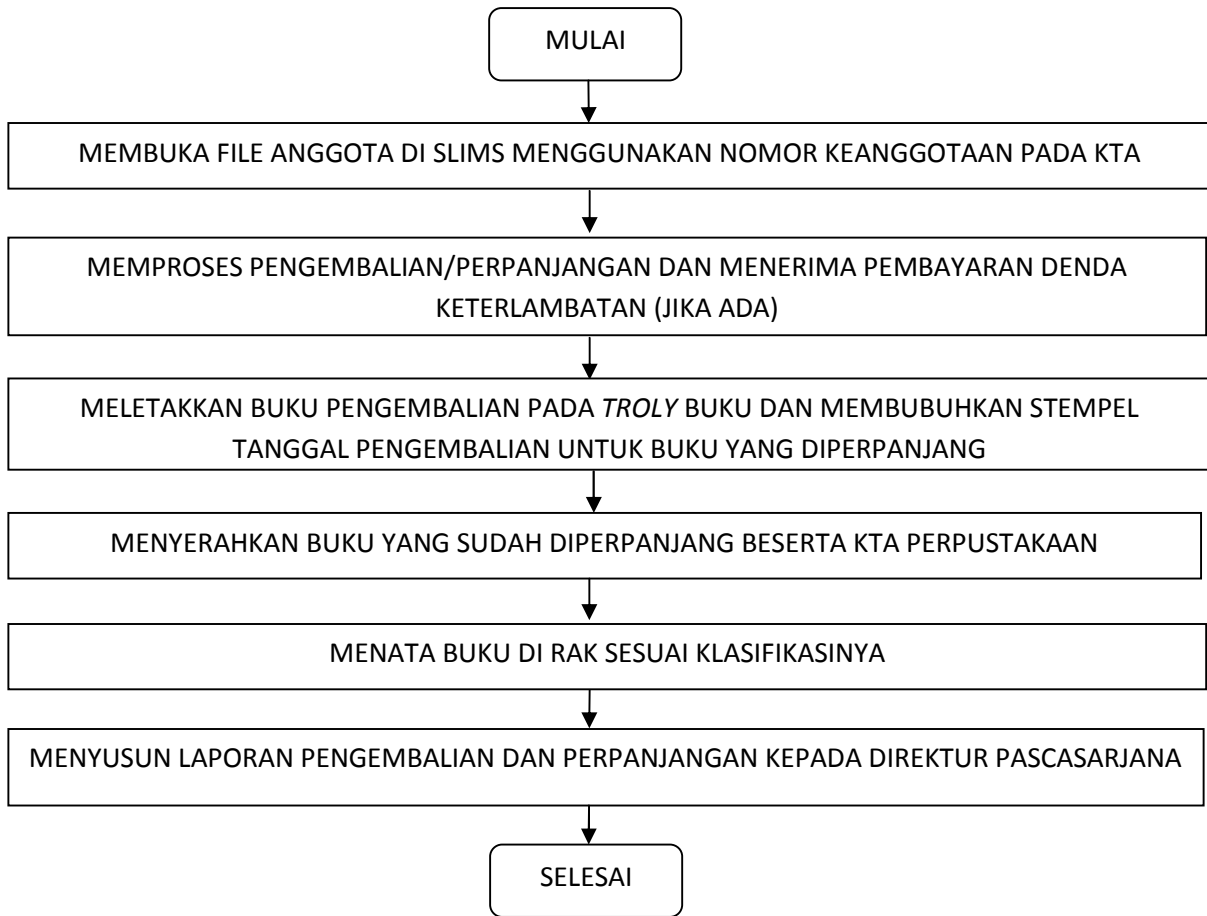 MULAI
MEMBUKA FILE ANGGOTA DI SLIMS MENGGUNAKAN NOMOR KEANGGOTAAN PADA KTA
MEMPROSES PENGEMBALIAN/PERPANJANGAN DAN MENERIMA PEMBAYARAN DENDA
KETERLAMBATAN (JIKA ADA)
MELETAKKAN BUKU PENGEMBALIAN PADA TROLY BUKU DAN MEMBUBUHKAN STEMPEL
TANGGAL PENGEMBALIAN UNTUK BUKU YANG DIPERPANJANG
MENYERAHKAN BUKU YANG SUDAH DIPERPANJANG BESERTA KTA PERPUSTAKAAN
MENATA BUKU DI RAK SESUAI KLASIFIKASINYA
MENYUSUN LAPORAN PENGEMBALIAN DAN PERPANJANGAN KEPADA DIREKTUR PASCASARJANA
SELESAI